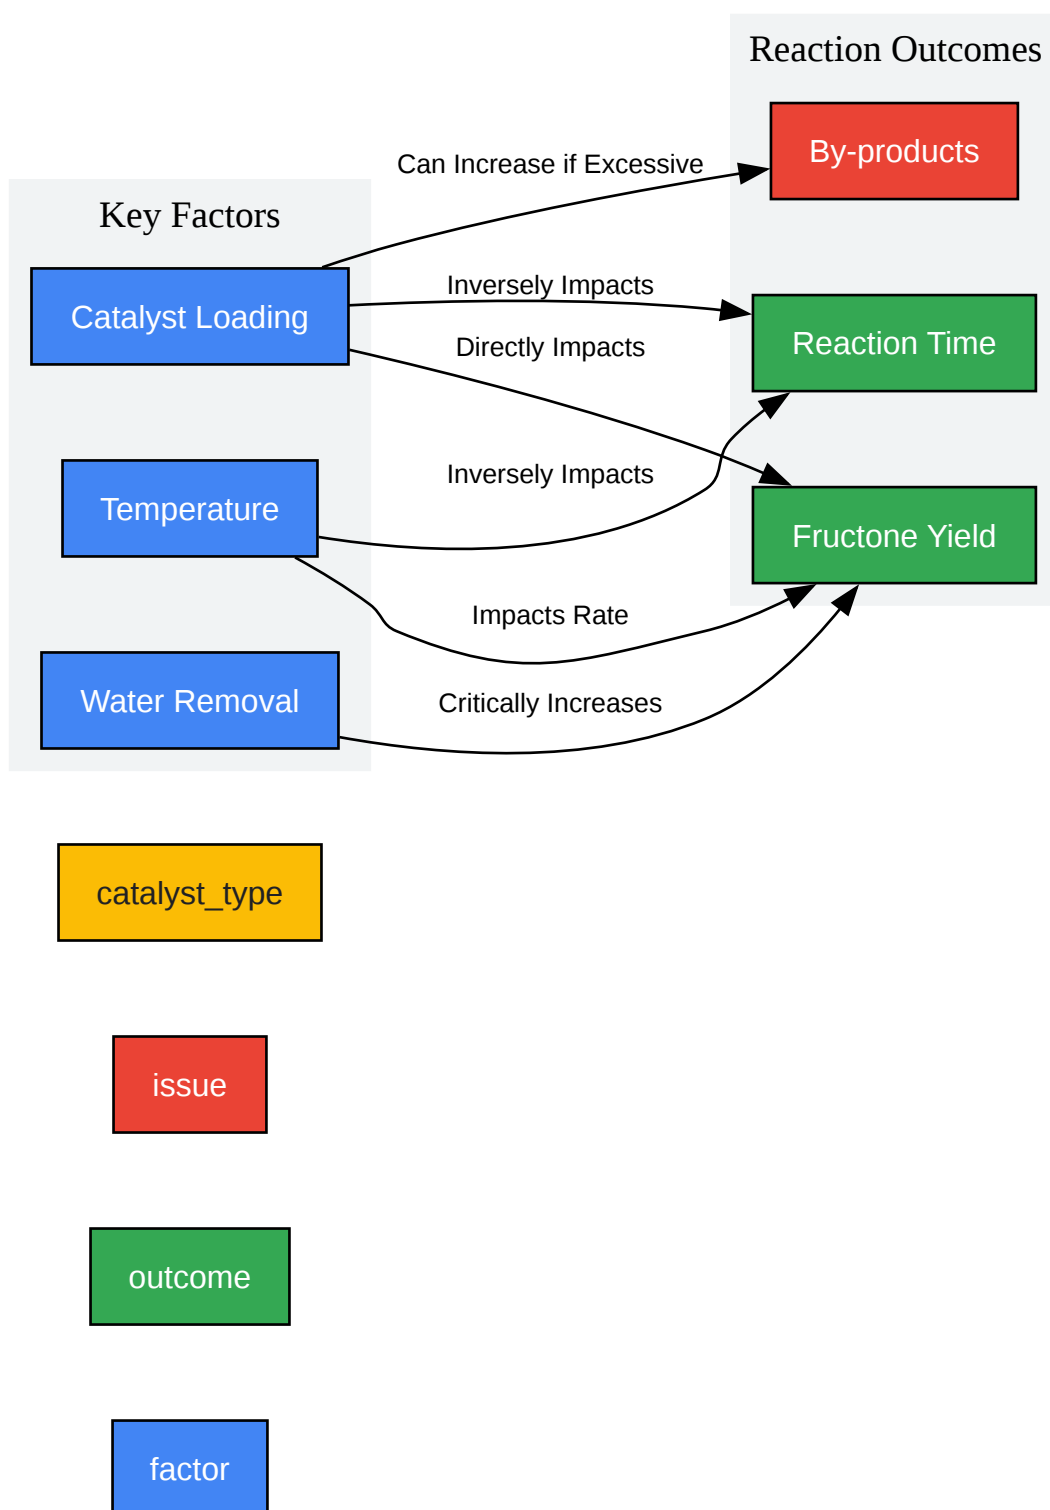 Reaction Outcomes
By-products
Can Increase if Excessive
Key Factors
Catalyst Loading
Inversely Impacts
Reaction Time
Directly Impacts
Inversely Impacts
Temperature
Fructone Yield
Impacts Rate
Water Removal
Critically Increases
catalyst_type
issue
outcome
factor